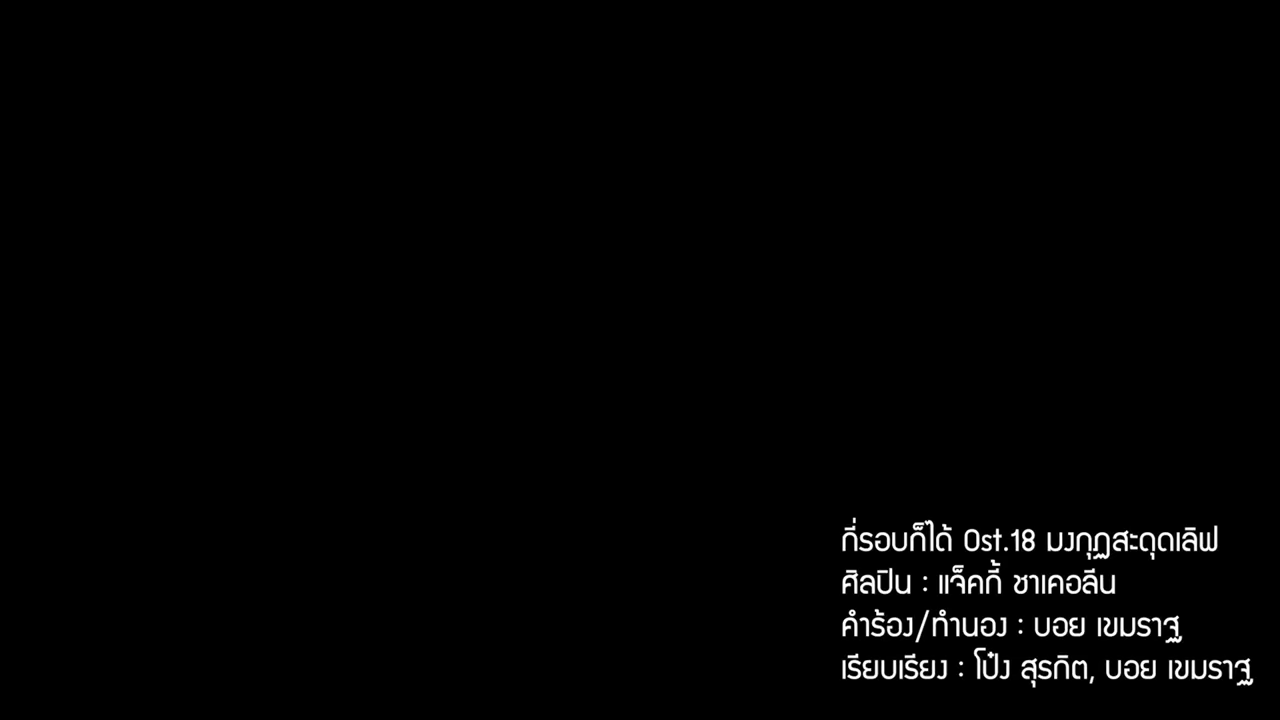 กี่รอบก็ได้ Ost.18 มงกุฎสะดุดเลิฟ
ศิลปิน : แจ็คกี้ ชาเคอลีน
คำร้อง/ทำนอง : บอย เขมราฐ
เรียบเรียง : โป๋ง สุรกิต, บอย เขมราฐ